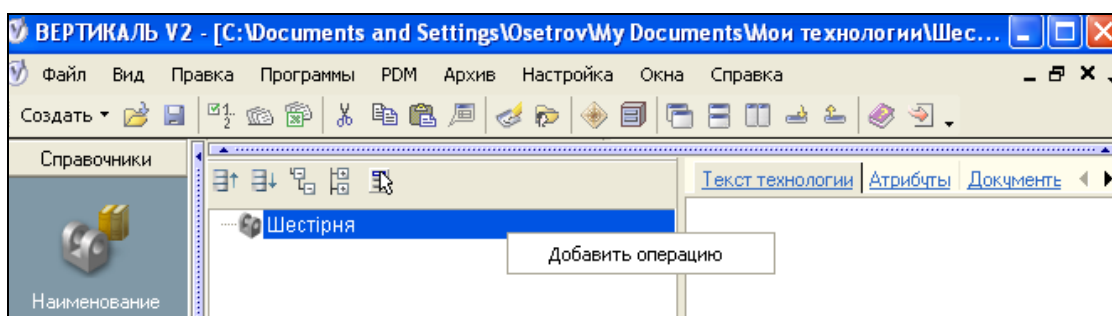 ВЕРТИКАЛЬ V2 - [C:\Documents and Settings\Osetrov\My Documents\Мои технологии\Шес...
Файл Вид Правка Программы PDM Архив Настройка Окна Справка
Создать
Справочники
Текст технологии Атрибуты Документы
Шестірня
Добавить операцию
Наименование